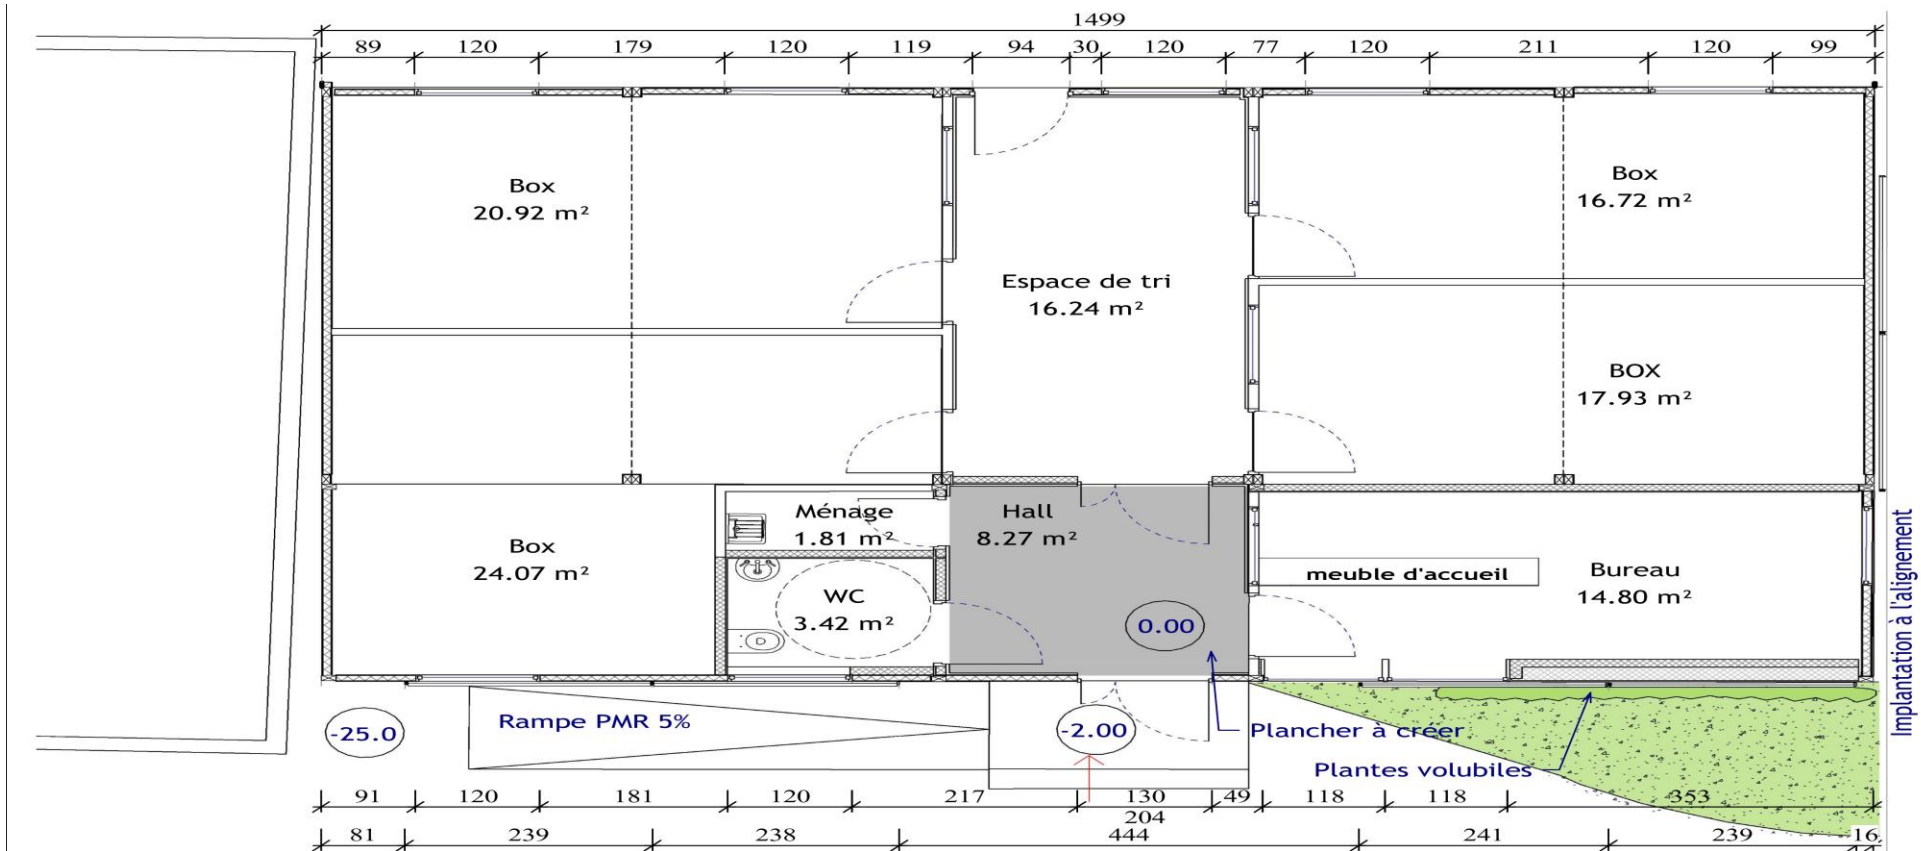 1499
89 120 179 120 119 94 30 120 77 120 211 120 99
Box
20.92 m²
Box
16.72 m²
Espace de tri
16.24 m²
BOX
17.93 m²
Ménage
1.81 m²
Hall
8.27 m²
Box
24.07 m²
WC
3.42 m²
meuble d'accueil
Bureau
14.80 m²
0.00
Implantation à l'alignement
-25.0
Rampe PMR 5%
-2.00
Plancher à créer
Plantes volubiles
91 120 181 120 217 130 49 118 118 353
204
81 239 238 444 241 239 16